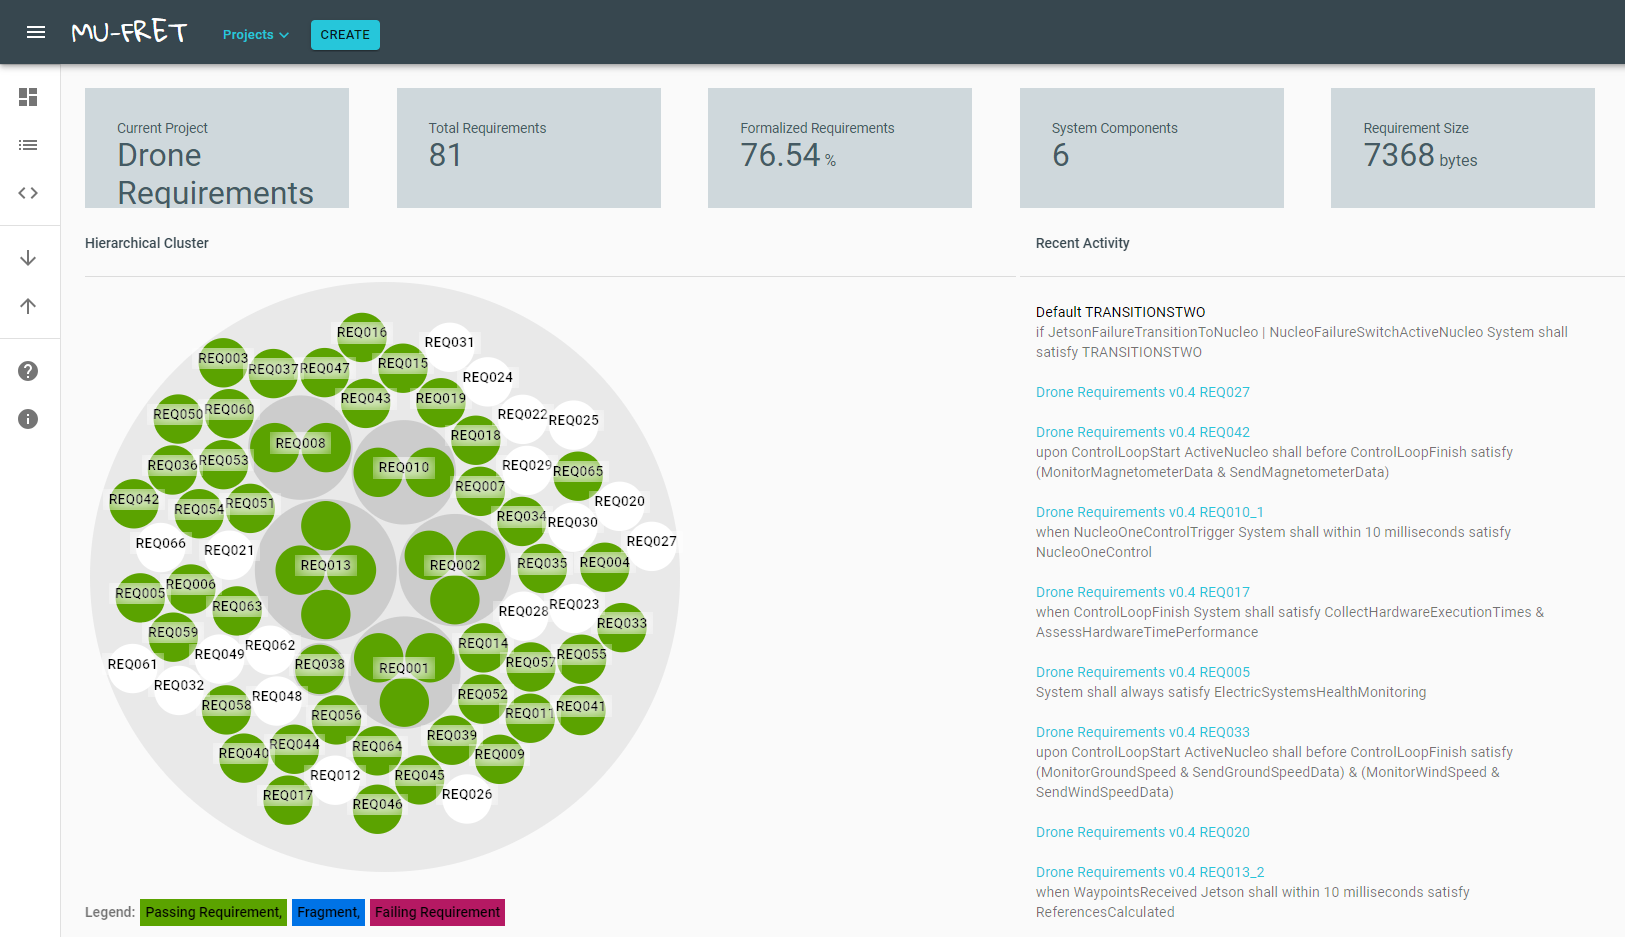 MU-FRET
Projects
CREATE
Current Project
Drone
Requirements
Total Requirements
81
Formalized Requirements
76.54 %
System Components
6
Requirement Size
7368 bytes
Hierarchical Cluster
REQ016
REQ031
REQ003
REQ037
REQ047
REQ015
REQ024
REQ043
REQ019
REQ050
REQ060
REQ022
REQ025
REQ008
REQ018
REQ036
REQ053
REQ010
REQ029
REQ065
REQ007
REQ042
REQ054
REQ051
REQ020
REQ034
REQ030
REQ066
REQ021
REQ027
REQ013
REQ002
REQ035
REQ004
REQ005
REQ006
REQ063
REQ028
REQ023
REQ033
REQ059
REQ062
REQ014
REQ061
REQ049
REQ038
REQ001
REQ057
REQ055
REQ032
REQ048
REQ052
REQ058
REQ056
REQ011
REQ041
REQ040
REQ044
REQ064
REQ039
REQ009
REQ012
REQ045
REQ017
REQ046
REQ026
Legend:
Passing Requirement,
Fragment,
Failing Requirement
Recent Activity
Default TRANSITIONSTWO
if JetsonFailureTransitionToNucleo | NucleoFailureSwitchActiveNucleo System shall
satisfy TRANSITIONSTWO
Drone Requirements v0.4 REQ027
Drone Requirements v0.4 REQ042
upon ControlLoopStart ActiveNucleo shall before ControlLoopFinish satisfy
(MonitorMagnetometerData & SendMagnetometerData)
Drone Requirements v0.4 REQ010_1
when NucleoOneControlTrigger System shall within 10 milliseconds satisfy
NucleoOneControl
Drone Requirements v0.4 REQ017
when ControlLoopFinish System shall satisfy CollectHardwareExecutionTimes &
AssessHardwareTimePerformance
Drone Requirements v0.4 REQ005
System shall always satisfy ElectricSystemsHealthMonitoring
Drone Requirements v0.4 REQ033
upon ControlLoopStart ActiveNucleo shall before ControlLoopFinish satisfy
(MonitorGroundSpeed & SendGroundSpeedData) & (MonitorWindSpeed &
SendWindSpeedData)
Drone Requirements v0.4 REQ020
Drone Requirements v0.4 REQ013_2
when WaypointsReceived Jetson shall within 10 milliseconds satisfy
ReferencesCalculated